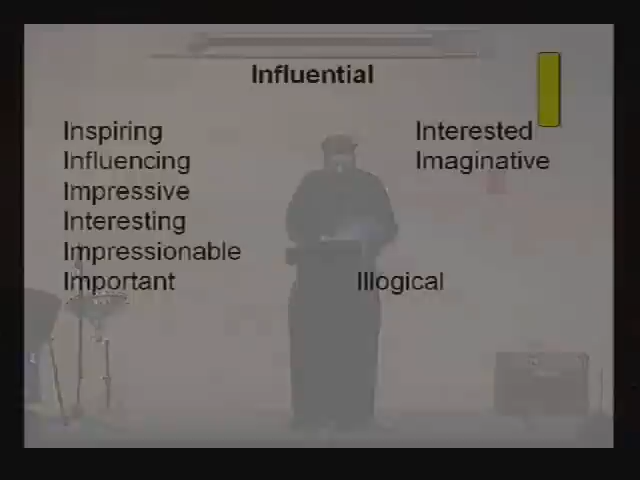 Influential
Inspiring
Influencing
Impressive
Interesting
Impressionable
Important
Interested
Imaginative
Illogical